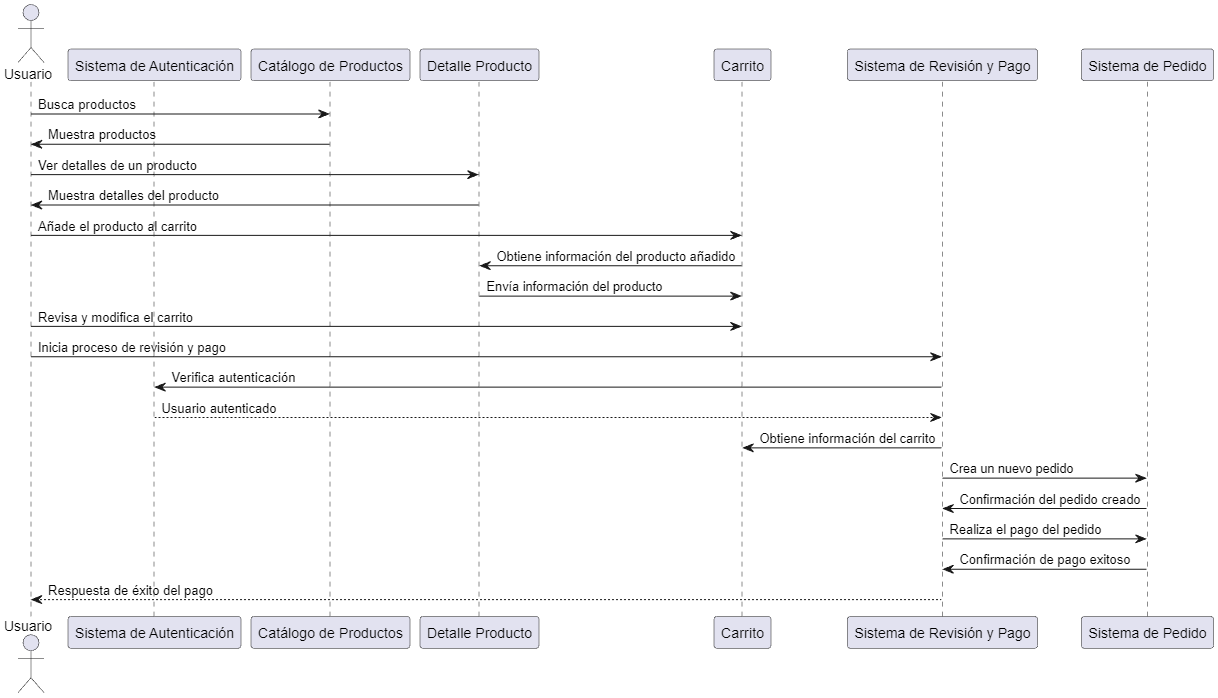 Usuario
Sistema de Autenticación
Catálogo de Productos
Detalle Producto
Carrito
Sistema de Revisión y Pago
Sistema de Pedido
Busca productos
Muestra productos
Ver detalles de un producto
Muestra detalles del producto
Añade el producto al carrito
Obtiene información del producto añadido
Envía información del producto
Revisa y modifica el carrito
Inicia proceso de revisión y pago
Verifica autenticación
Usuario autenticado
Obtiene información del carrito
Crea un nuevo pedido
Confirmación del pedido creado
Realiza el pago del pedido
Confirmación de pago exitoso
Respuesta de éxito del pago
Usuario
Sistema de Autenticación
Catálogo de Productos
Detalle Producto
Carrito
Sistema de Revisión y Pago
Sistema de Pedido